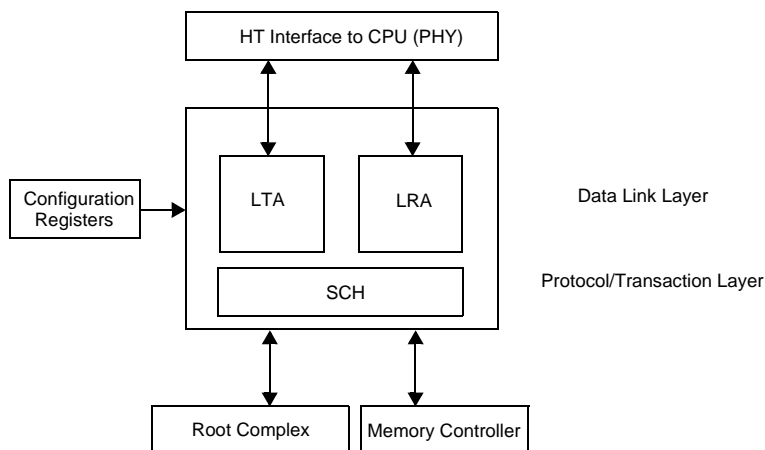 HT Interface to CPU (PHY)
LTA
LRA
Configuration
Registers
Data Link Layer
SCH
Protocol/Transaction Layer
Root Complex
Memory Controller